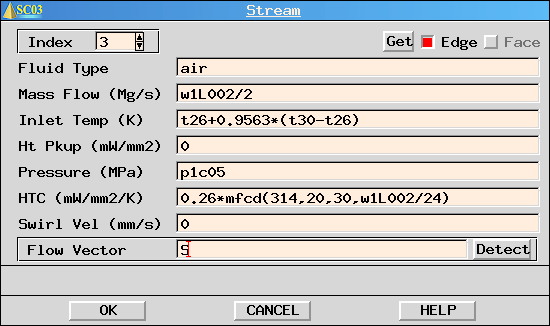 SC03 Stream
Index 3 Get Edge Face
Fluid Type air
Mass Flow (Mg/s) w1L002/2
Inlet Temp (K) t26+0.9563*(t30-t26)
Ht Pkup (mW/mm2) 0
Pressure (MPa) p1c05
HTC (mW/mm2/K) 0.26*mfcd(314,20,30,w1L002/24)
Swirl Vel (mm/s) 0
Flow Vector S Detect
OK CANCEL HELP